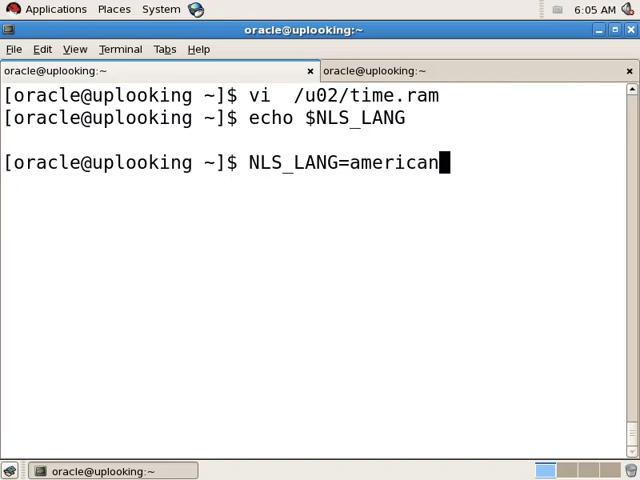 Applications Places System 6:05 AM
oracle@uplooking:~
File Edit View Terminal Tabs Help
oracle@uplooking:~ oracle@uplooking:~
[oracle@uplooking ~]$ vi  /u02/time.ram
[oracle@uplooking ~]$ echo $NLS_LANG
[oracle@uplooking ~]$ NLS_LANG=american
oracle@uplooking:~